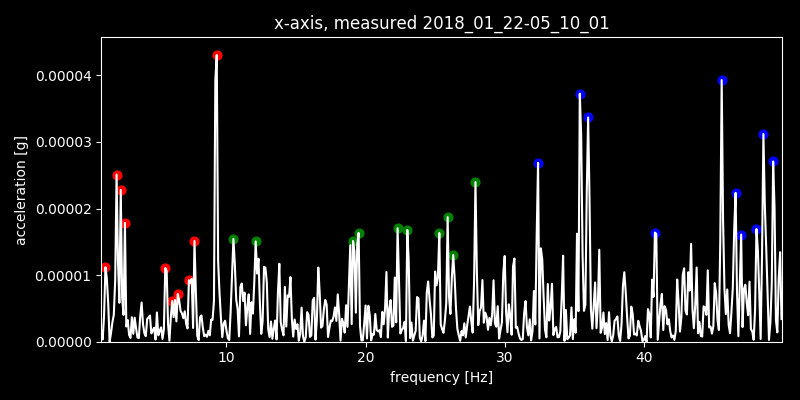 x-axis, measured 2018_01_22-05_10_01
0.00004
0.00003
0.00002
0.00001
0.00000
acceleration [g]
10 20 30 40
frequency [Hz]